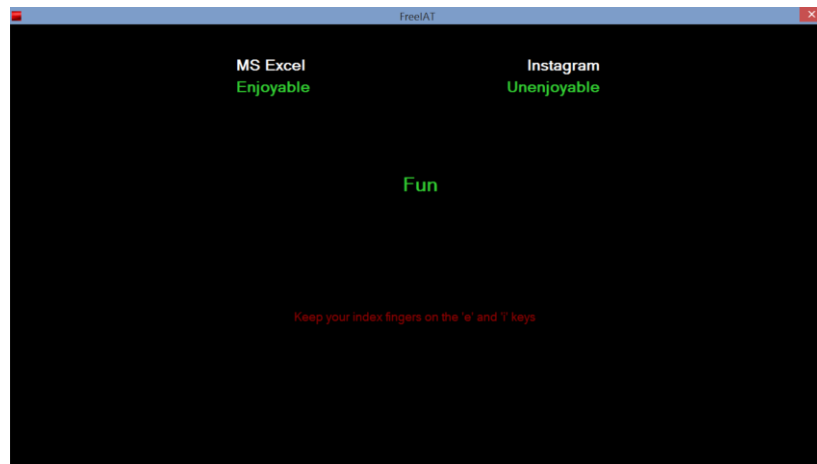 FreeIAT
MS Excel Instagram
Enjoyable Unenjoyable
Fun
Keep your index fingers on the 'e' and 'i' keys